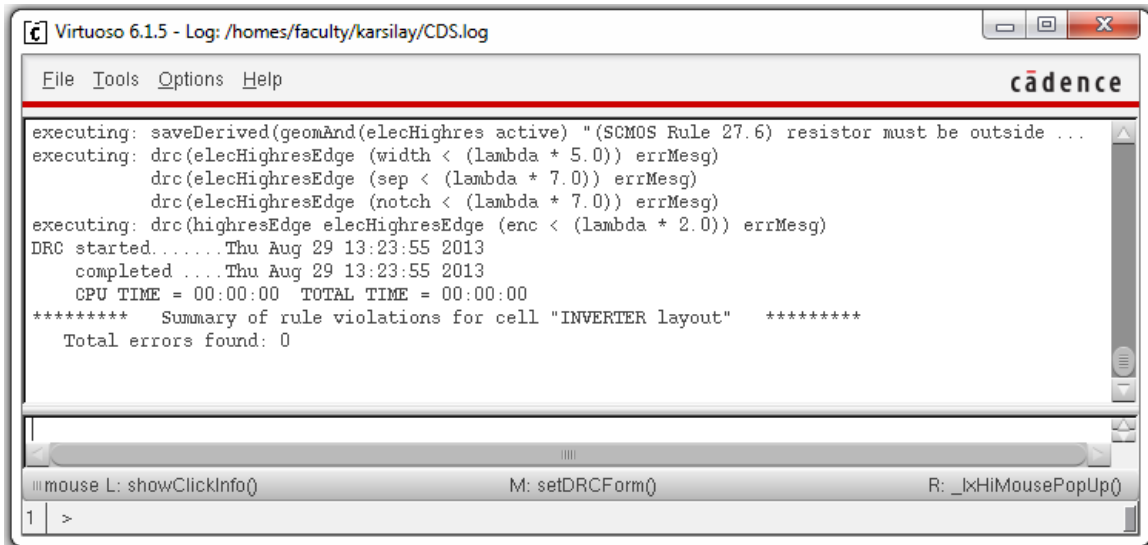 Virtuoso 6.1.5 - Log: /homes/faculty/karsilay/CDS.log
File Tools Options Help cādence
executing: saveDerived(geomAnd(elecHighres active) "(SCMOS Rule 27.6) resistor must be outside ...
executing: drc(elecHighresEdge (width < (lambda * 5.0)) errMesg)
drc(elecHighresEdge (sep < (lambda * 7.0)) errMesg)
drc(elecHighresEdge (notch < (lambda * 7.0)) errMesg)
executing: drc(highresEdge elecHighresEdge (enc < (lambda * 2.0)) errMesg)
DRC started.......Thu Aug 29 13:23:55 2013
completed ....Thu Aug 29 13:23:55 2013
CPU TIME = 00:00:00 TOTAL TIME = 00:00:00
********* Summary of rule violations for cell "INVERTER layout" *********
Total errors found: 0
mouse L: showClickInfo() M: setDRCForm() R: _lxHiMousePopUp()
1 >